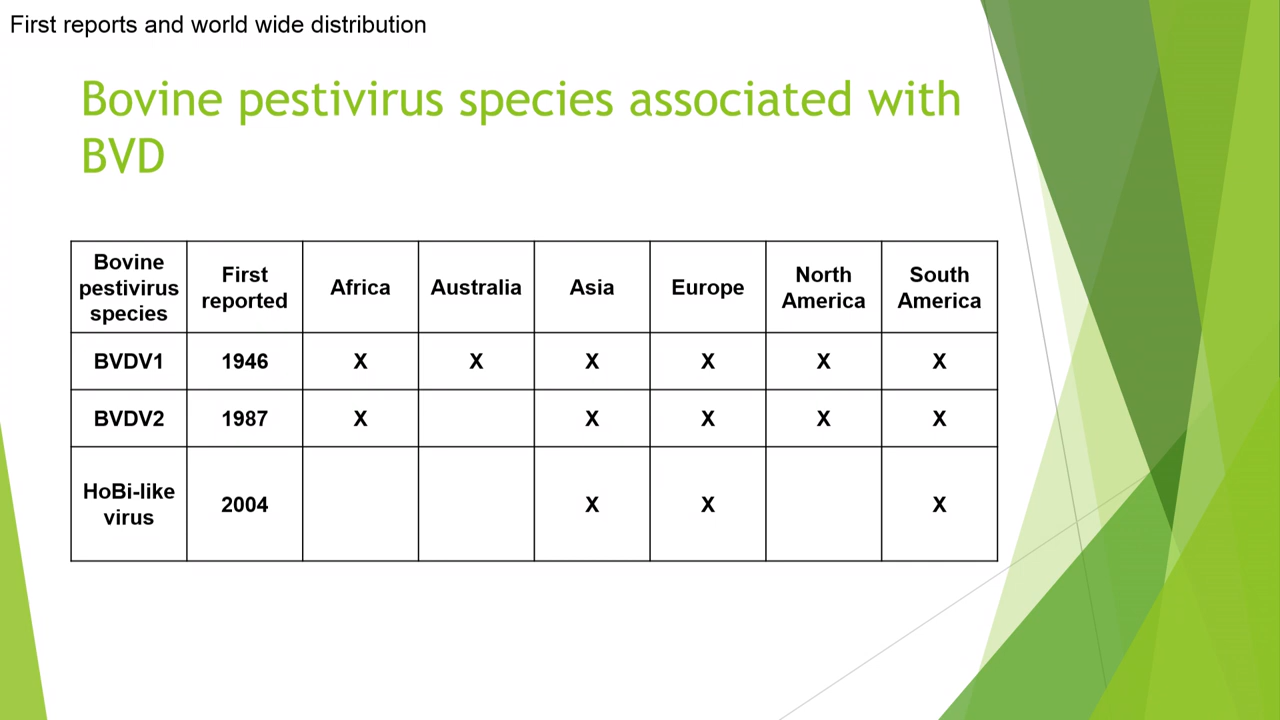 First reports and world wide distribution
Bovine pestivirus species associated with
BVD
Bovine pestivirus species First reported Africa Australia Asia Europe North America South America
BVDV1 1946 X X X X X X
BVDV2 1987 X X X X X
HoBi-like virus 2004 X X X